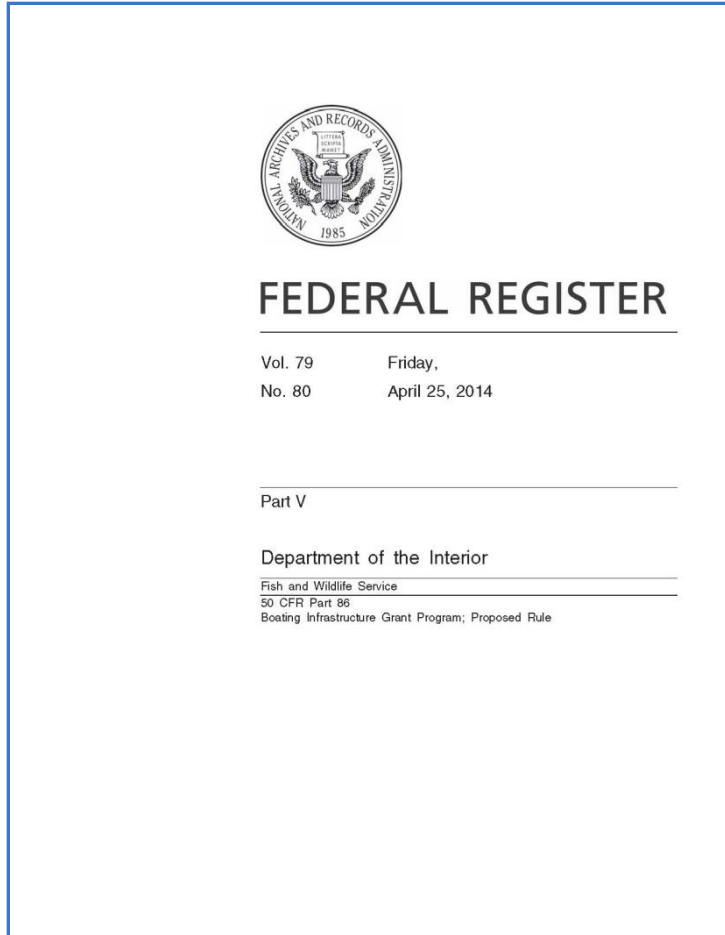 NATIONAL ARCHIVES AND RECORDS ADMINISTRATION
LITTERA
SCRIPTA
MANET
1985
FEDERAL REGISTER
Vol. 79 Friday,
No. 80 April 25, 2014
Part V
Department of the Interior
Fish and Wildlife Service
50 CFR Part 86
Boating Infrastructure Grant Program; Proposed Rule